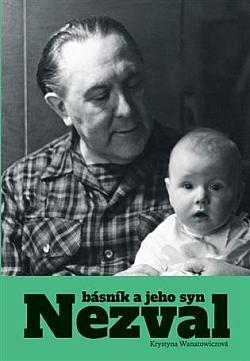 básník a jeho syn
Nezval
Krystyna Wanatowiczová